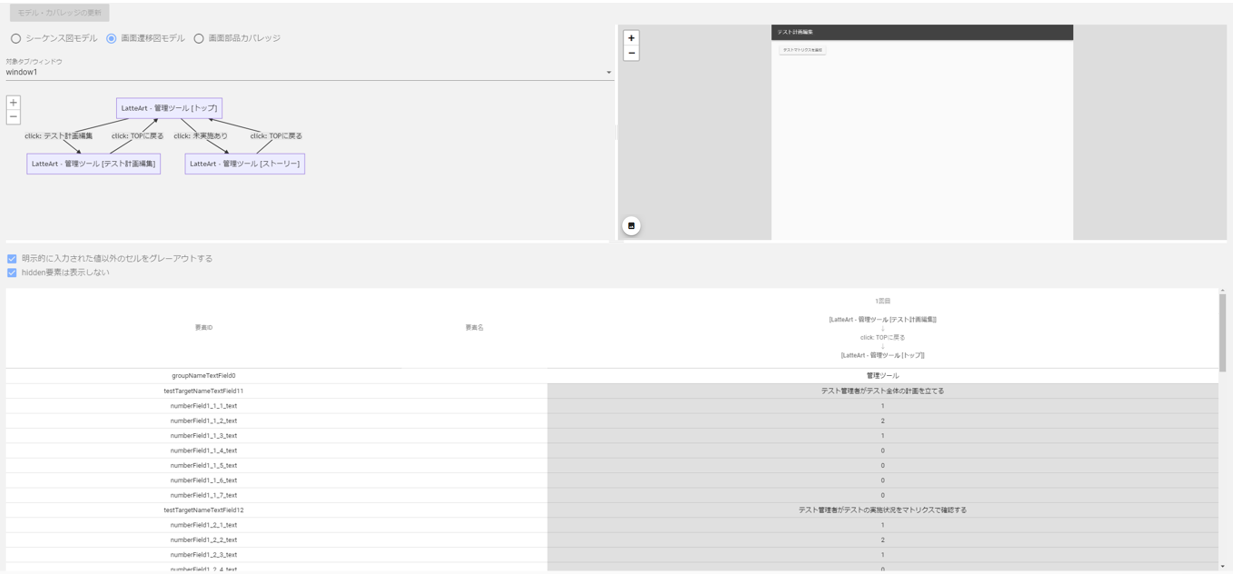 モデル・カバレッジの更新
シーケンス図モデル
画面遷移図モデル
画面部品カバレッジ
対象タブ/ウィンドウ
window1
LatteArt - 管理ツール [トップ]
click: テスト計画編集
click: TOPに戻る
click: 未実施あり
click: TOPに戻る
LatteArt - 管理ツール [テスト計画編集]
LatteArt - 管理ツール [ストーリー]
テスト計画編集
テストマトリクスを追加
明示的に入力された値以外のセルをグレーアウトする
hidden要素は表示しない
要素ID
要素名
1回目
[LatteArt - 管理ツール [テスト計画編集]]
↓
click: TOPに戻る
↓
[LatteArt - 管理ツール [トップ]]
groupNameTextField0 管理ツール
testTargetNameTextField11 テスト管理者がテスト全体の計画を立てる
numberField1_1_1_text 1
numberField1_1_2_text 2
numberField1_1_3_text 1
numberField1_1_4_text 0
numberField1_1_5_text 0
numberField1_1_6_text 0
numberField1_1_7_text 0
testTargetNameTextField12 テスト管理者がテストの実施状況をマトリクスで確認する
numberField1_2_1_text 1
numberField1_2_2_text 2
numberField1_2_3_text 1
numberField1_2_4_text 0